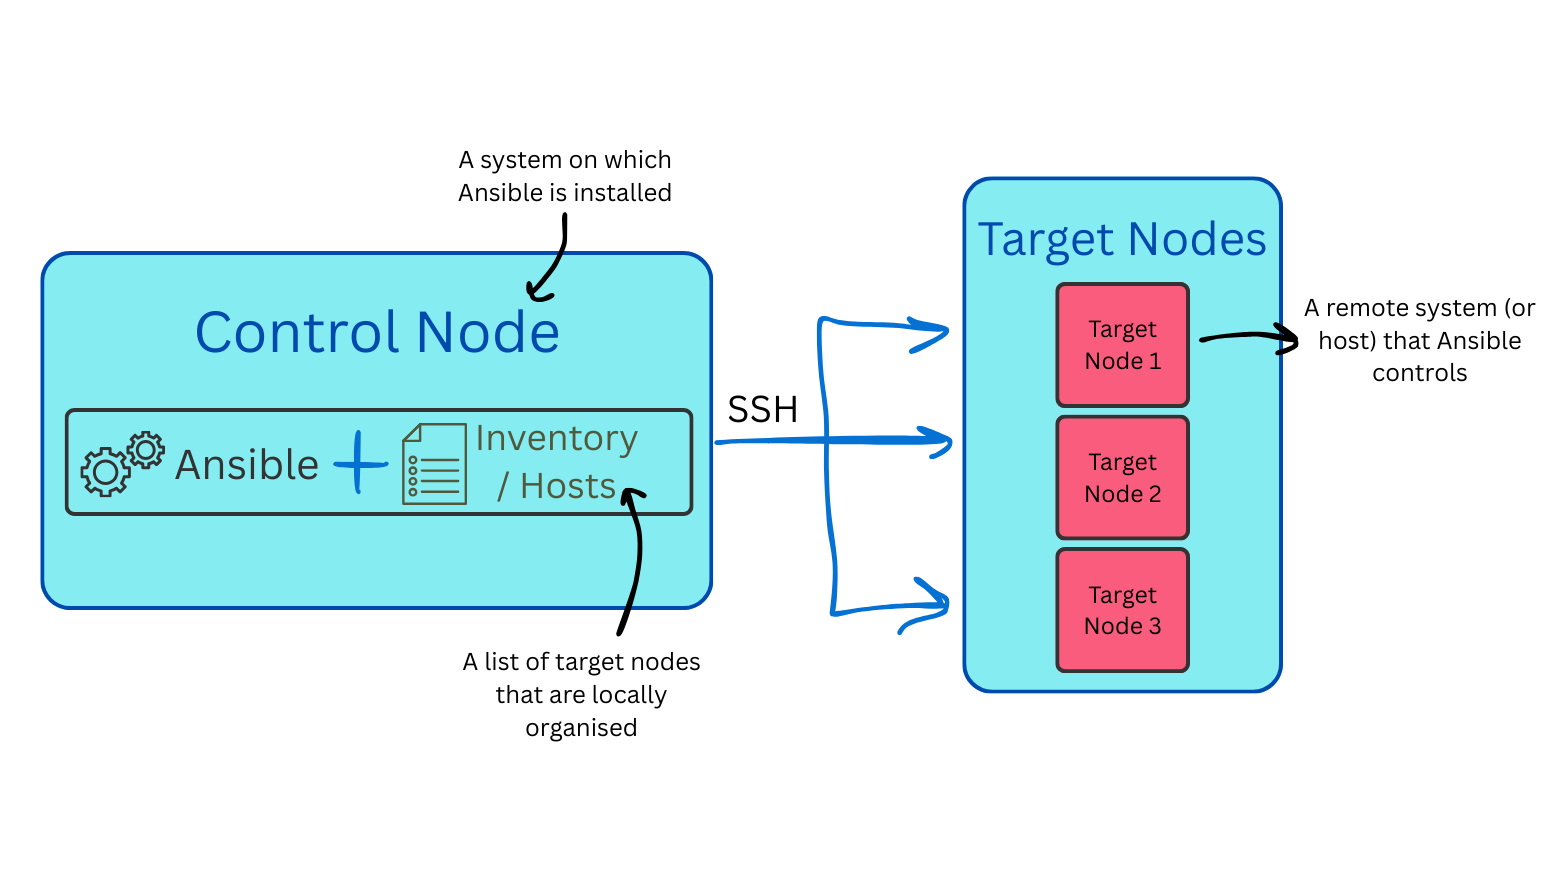 A system on which
Ansible is installed
Control Node
Ansible
Inventory
/ Hosts
A list of target nodes
that are locally
organised
SSH
Target Nodes
Target
Node 1
Target
Node 2
Target
Node 3
A remote system (or
host) that Ansible
controls